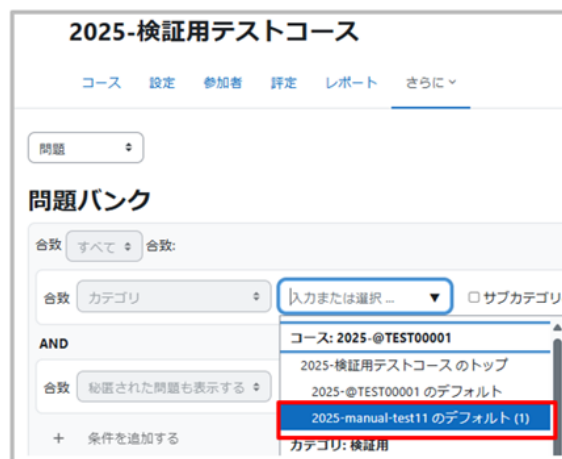 2025-検証用テストコース
コース 設定 参加者 評定 レポート さらに
問題
問題バンク
合致 すべて 合致:
合致 カテゴリ 入力または選択 ... ▼ サブカテゴリ
コース: 2025-@TEST00001
AND
2025-検証用テストコース のトップ
合致 秘匿された問題も表示する 2025-@TEST00001 のデフォルト
2025-manual-test11 のデフォルト (1)
+ 条件を追加する
カテゴリ: 検証用